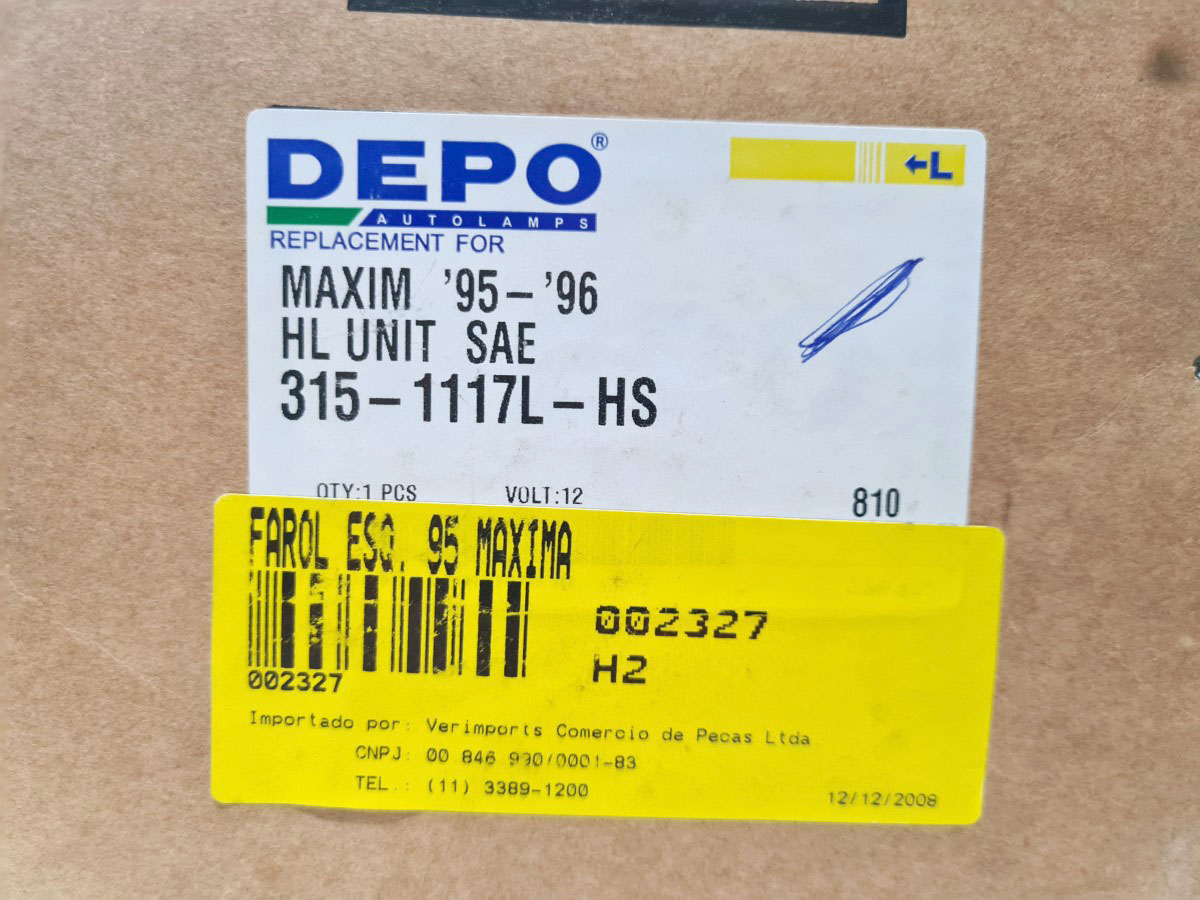 DEPO®
AUTOLAMPS
REPLACEMENT FOR
←L
MAXIM '95-'96
HL UNIT SAE
315-1117L-HS
QTY:1 PCS VOLT:12 810
FAROL ESQ. 95 MAXIMA
002327
H2
002327
Importado por: Verimports Comercio de Pecas Ltda
CNPJ: 00 846 990/0001-83
TEL.: (11) 3389-1200
12/12/2008